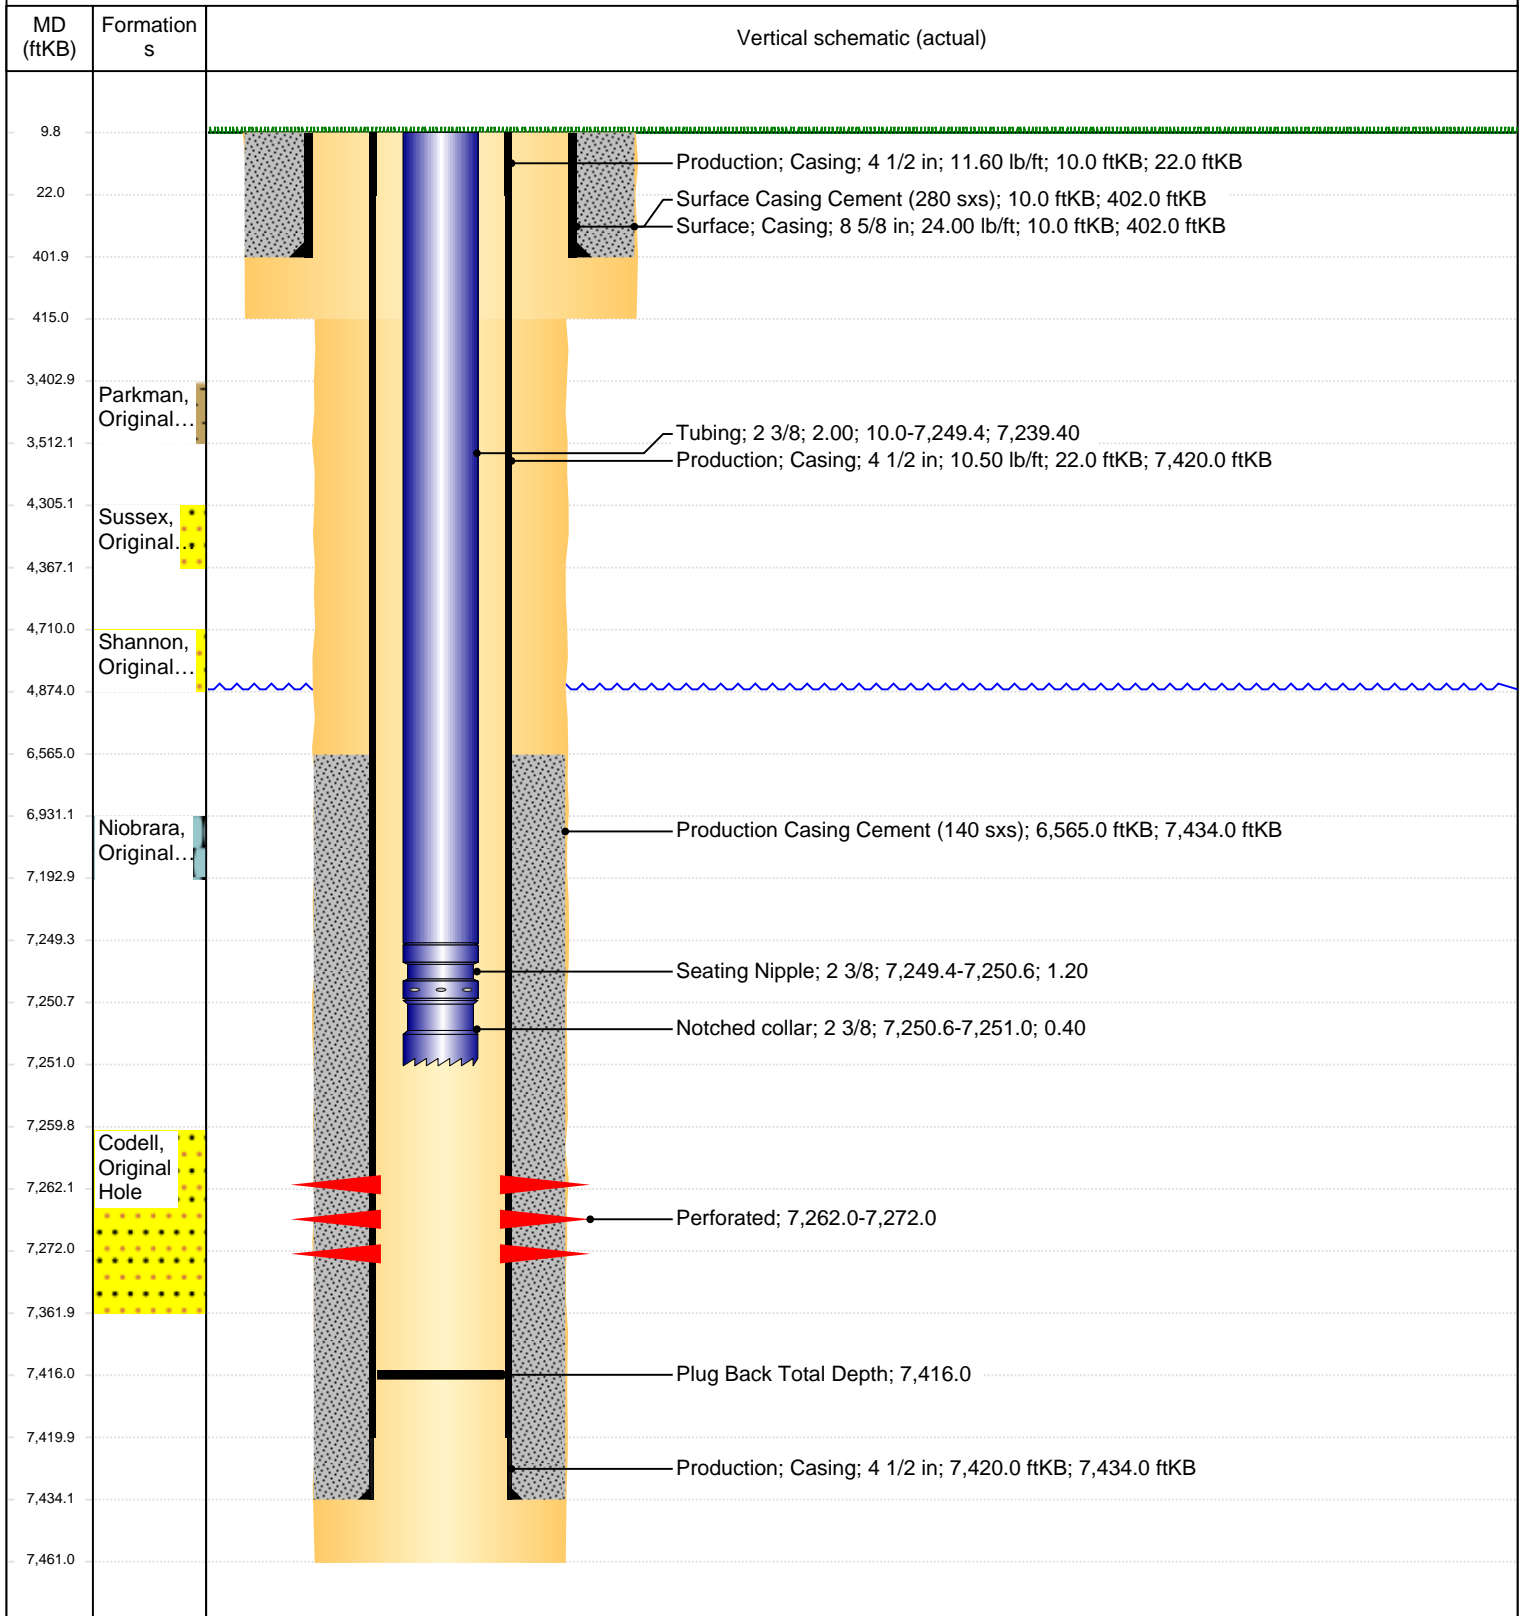 MD
(ftKB)
Formation
s
Vertical schematic (actual)
9.8
Production; Casing; 4 1/2 in; 11.60 lb/ft; 10.0 ftKB; 22.0 ftKB
22.0
Surface Casing Cement (280 sxs); 10.0 ftKB; 402.0 ftKB
Surface; Casing; 8 5/8 in; 24.00 lb/ft; 10.0 ftKB; 402.0 ftKB
401.9
415.0
3,402.9
Parkman,
Original…
3,512.1
Tubing; 2 3/8; 2.00; 10.0-7,249.4; 7,239.40
Production; Casing; 4 1/2 in; 10.50 lb/ft; 22.0 ftKB; 7,420.0 ftKB
4,305.1
Sussex,
Original…
4,367.1
4,710.0
Shannon,
Original…
4,874.0
6,565.0
6,931.1
Niobrara,
Original…
Production Casing Cement (140 sxs); 6,565.0 ftKB; 7,434.0 ftKB
7,192.9
7,249.3
Seating Nipple; 2 3/8; 7,249.4-7,250.6; 1.20
7,250.7
Notched collar; 2 3/8; 7,250.6-7,251.0; 0.40
7,251.0
7,259.8
Codell,
Original
Hole
7,262.1
Perforated; 7,262.0-7,272.0
7,272.0
7,361.9
7,416.0
Plug Back Total Depth; 7,416.0
7,419.9
Production; Casing; 4 1/2 in; 7,420.0 ftKB; 7,434.0 ftKB
7,434.1
7,461.0